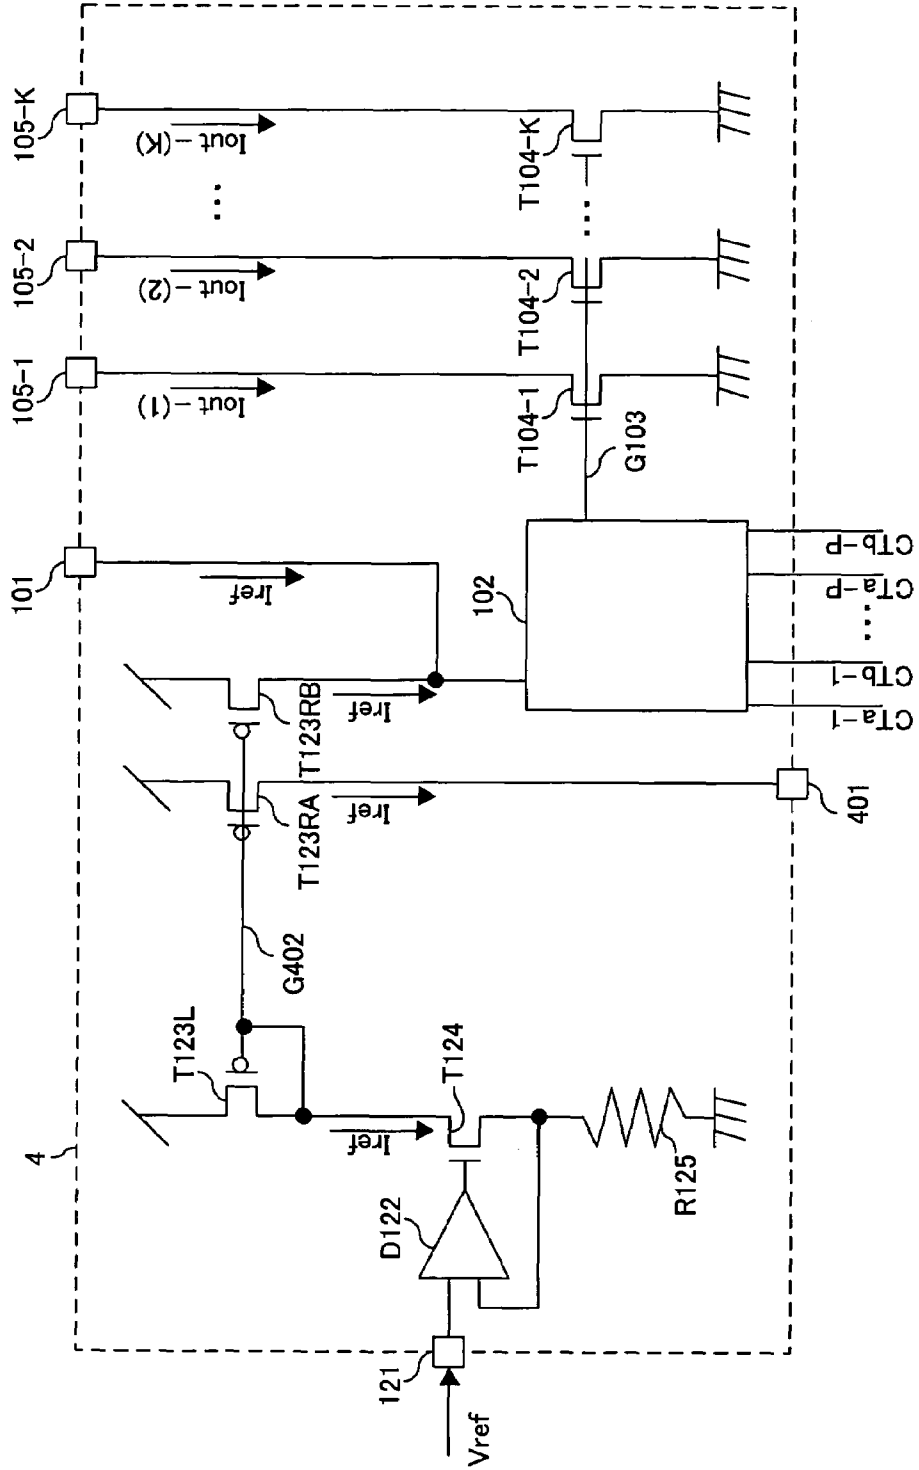 4
105-K
105-2
105-1
101
Iout-(K)
...
Iout-(2)
Iout-(1)
Iref
T104-K
...
T104-2
T104-1
G103
102
CTb-P
CTa-P
...
CTb-1
CTa-1
T123RB
Iref
T123RA
Iref
401
G402
T123L
Iref
T124
D122
R125
121
Vref